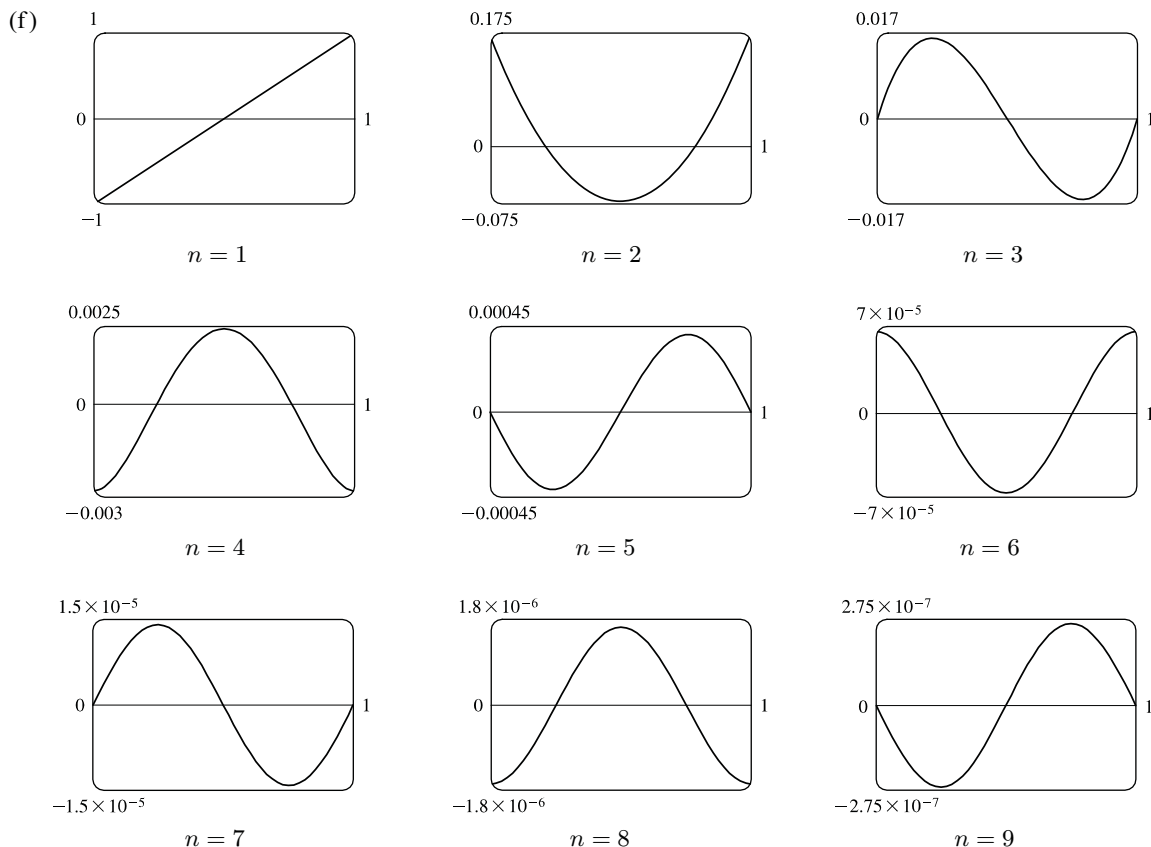 (f)
1 0.175 0.017
0 1 0 1 0 1
−1 −0.075 −0.017
n = 1 n = 2 n = 3
0.0025 0.00045 7×10⁻⁵
0 1 0 1 0 1
−0.003 −0.00045 −7×10⁻⁵
n = 4 n = 5 n = 6
1.5×10⁻⁵ 1.8×10⁻⁶ 2.75×10⁻⁷
0 1 0 1 0 1
−1.5×10⁻⁵ −1.8×10⁻⁶ −2.75×10⁻⁷
n = 7 n = 8 n = 9